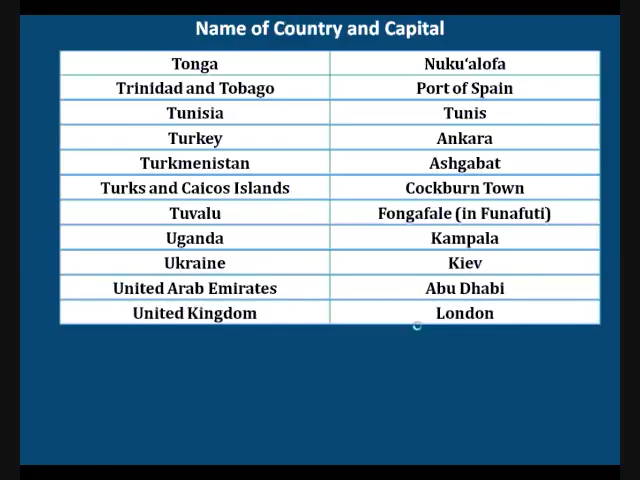 Name of Country and Capital
Tonga Nuku‘alofa
Trinidad and Tobago Port of Spain
Tunisia Tunis
Turkey Ankara
Turkmenistan Ashgabat
Turks and Caicos Islands Cockburn Town
Tuvalu Fongafale (in Funafuti)
Uganda Kampala
Ukraine Kiev
United Arab Emirates Abu Dhabi
United Kingdom London